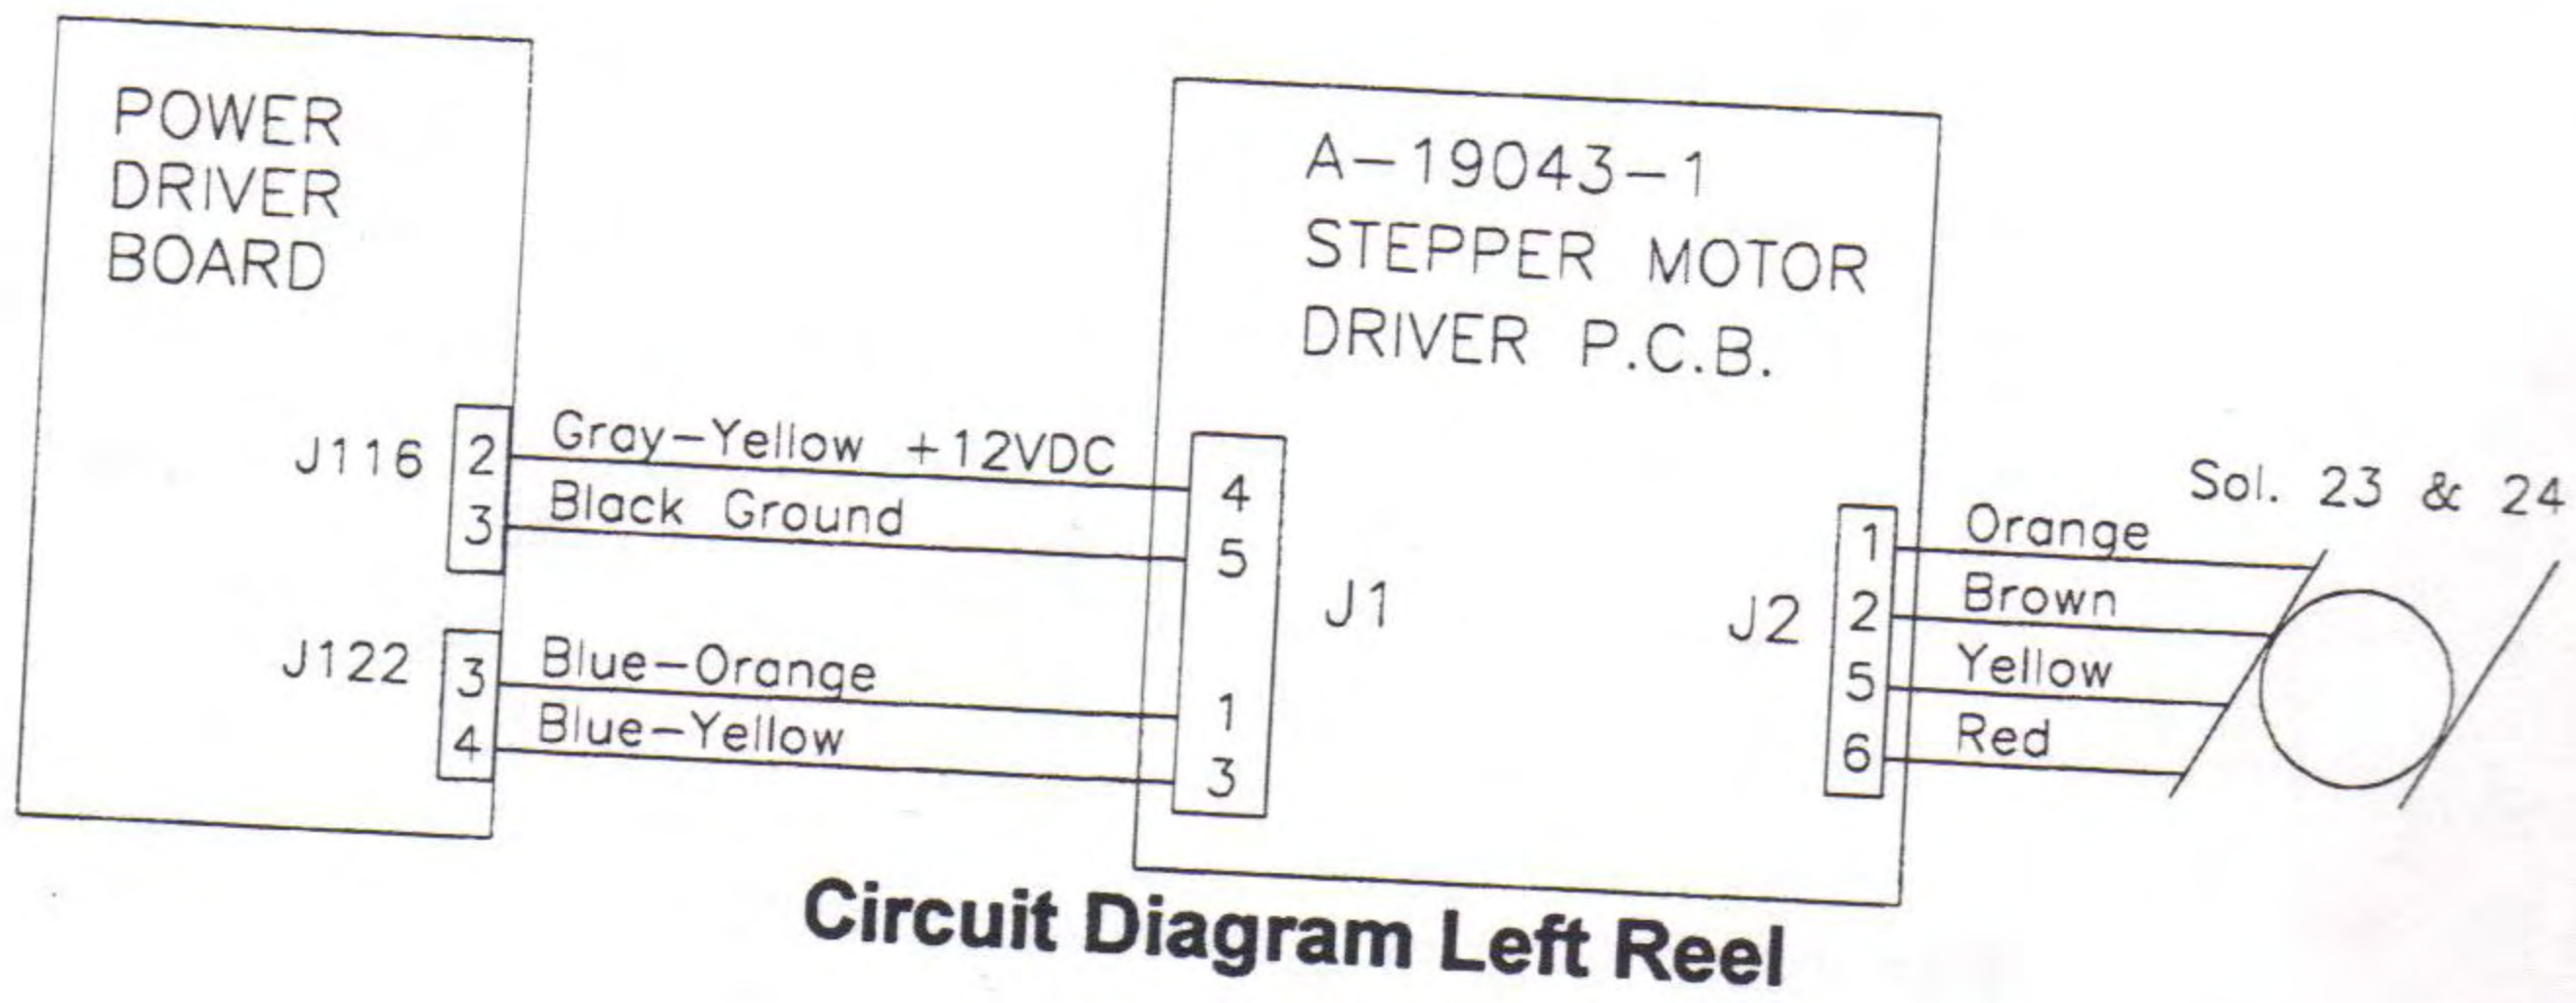 POWER
DRIVER
BOARD
J116
2
3
Gray-Yellow +12VDC
Black Ground
J122
3
4
Blue-Orange
Blue-Yellow
A-19043-1
STEPPER MOTOR
DRIVER P.C.B.
4
5
1
3
J1
J2
1
2
5
6
Orange
Brown
Yellow
Red
Sol. 23 & 24
Circuit Diagram Left Reel